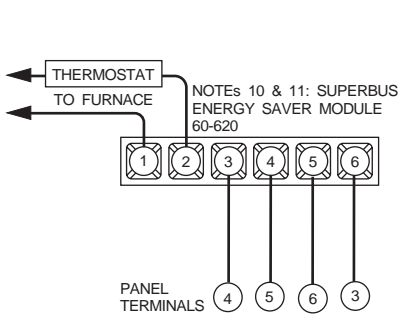 THERMOSTAT
TO FURNACE
NOTEs 10 & 11: SUPERBUS
ENERGY SAVER MODULE
60-620
1 2 3 4 5 6
PANEL
TERMINALS
4 5 6 3